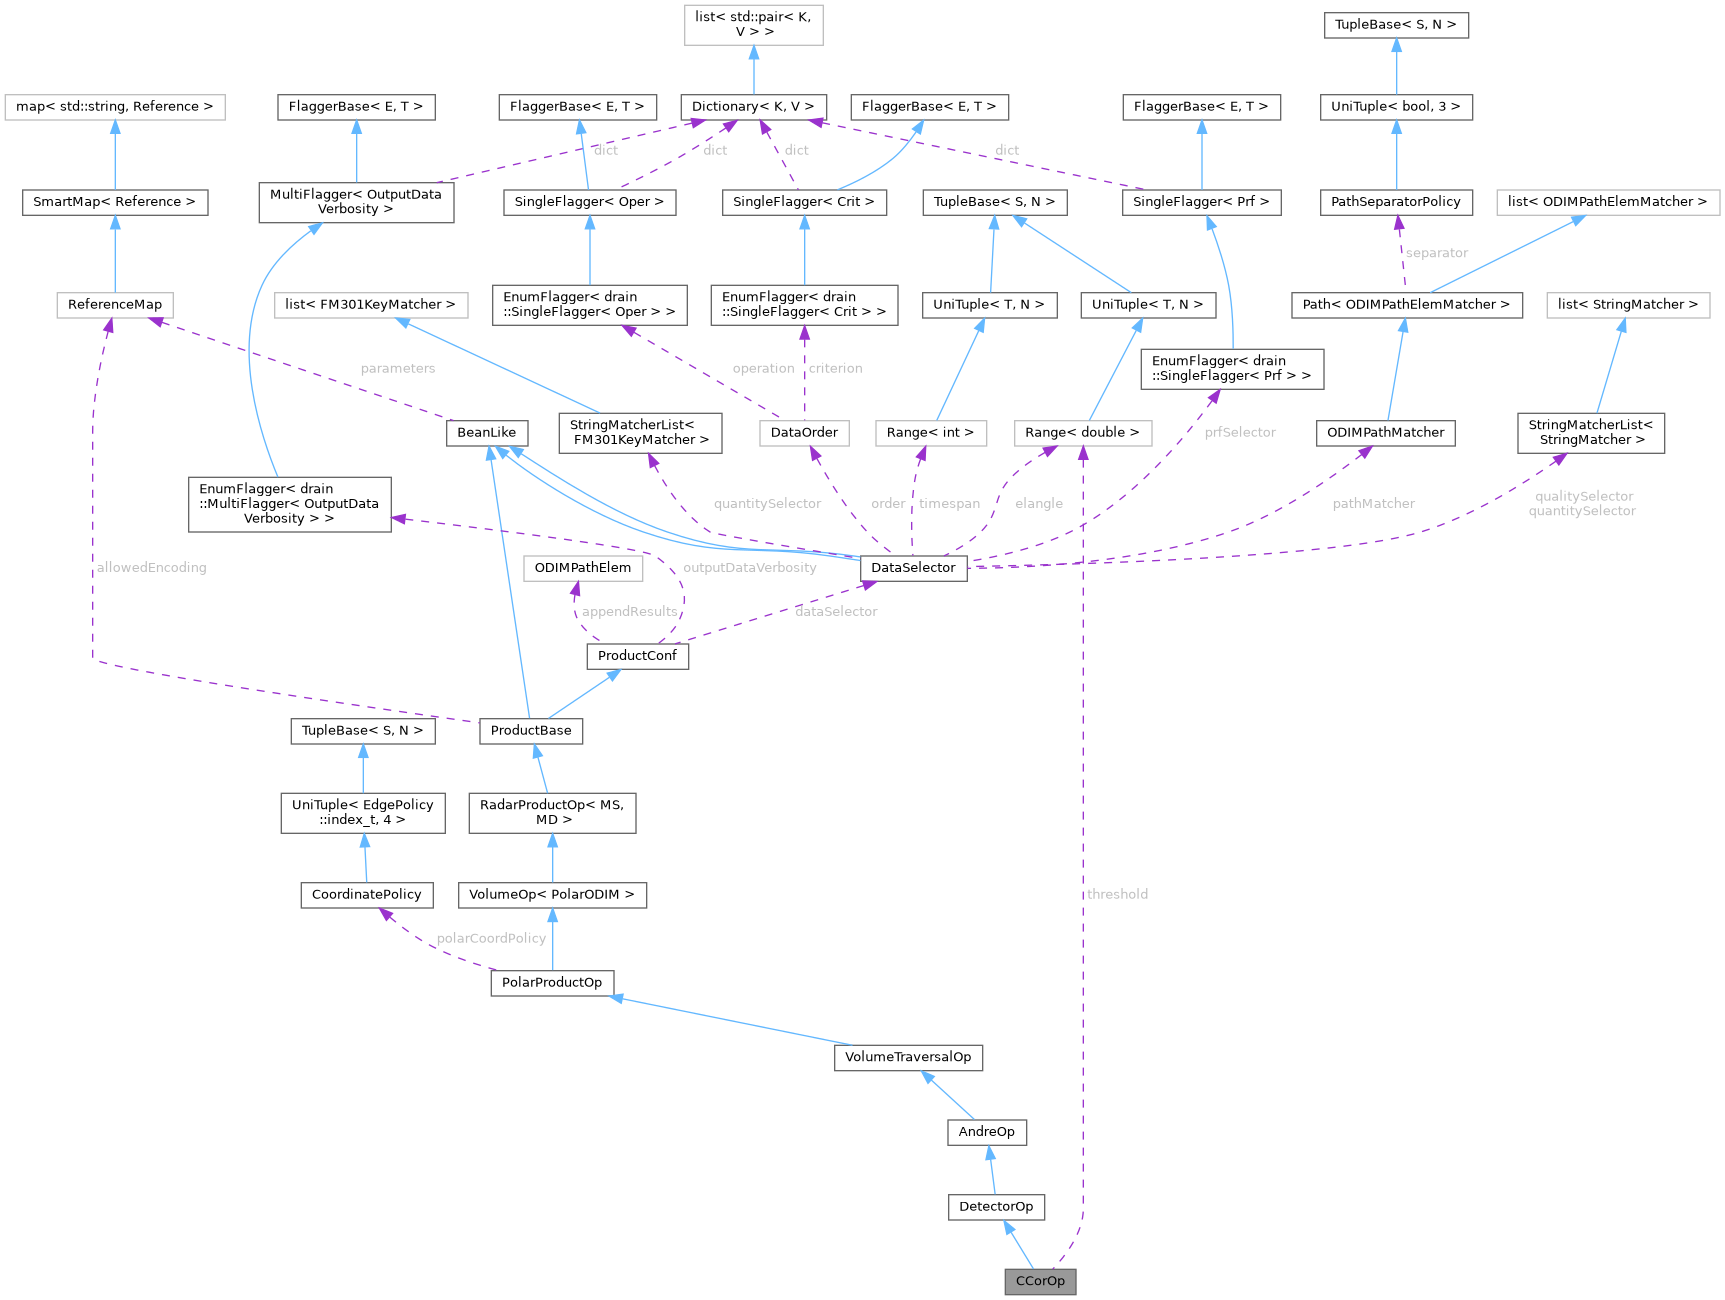 list< std::pair< K,
V > >
TupleBase< S, N >
map< std::string, Reference >
FlaggerBase< E, T >
FlaggerBase< E, T >
Dictionary< K, V >
FlaggerBase< E, T >
FlaggerBase< E, T >
UniTuple< bool, 3 >
dict
dict
dict
dict
SmartMap< Reference >
MultiFlagger< OutputData
Verbosity >
SingleFlagger< Oper >
SingleFlagger< Crit >
TupleBase< S, N >
SingleFlagger< Prf >
PathSeparatorPolicy
list< ODIMPathElemMatcher >
separator
ReferenceMap
list< FM301KeyMatcher >
EnumFlagger< drain
::SingleFlagger< Oper > >
EnumFlagger< drain
::SingleFlagger< Crit > >
UniTuple< T, N >
UniTuple< T, N >
Path< ODIMPathElemMatcher >
list< StringMatcher >
parameters
operation
criterion
EnumFlagger< drain
::SingleFlagger< Prf > >
BeanLike
StringMatcherList<
FM301KeyMatcher >
DataOrder
Range< int >
Range< double >
prfSelector
ODIMPathMatcher
StringMatcherList<
StringMatcher >
EnumFlagger< drain
::MultiFlagger< OutputData
Verbosity > >
quantitySelector
order
timespan
elangle
pathMatcher
qualitySelector
quantitySelector
allowedEncoding
ODIMPathElem
outputDataVerbosity
DataSelector
appendResults
dataSelector
ProductConf
TupleBase< S, N >
ProductBase
UniTuple< EdgePolicy
::index_t, 4 >
RadarProductOp< MS,
MD >
CoordinatePolicy
VolumeOp< PolarODIM >
threshold
polarCoordPolicy
PolarProductOp
VolumeTraversalOp
AndreOp
DetectorOp
CCorOp